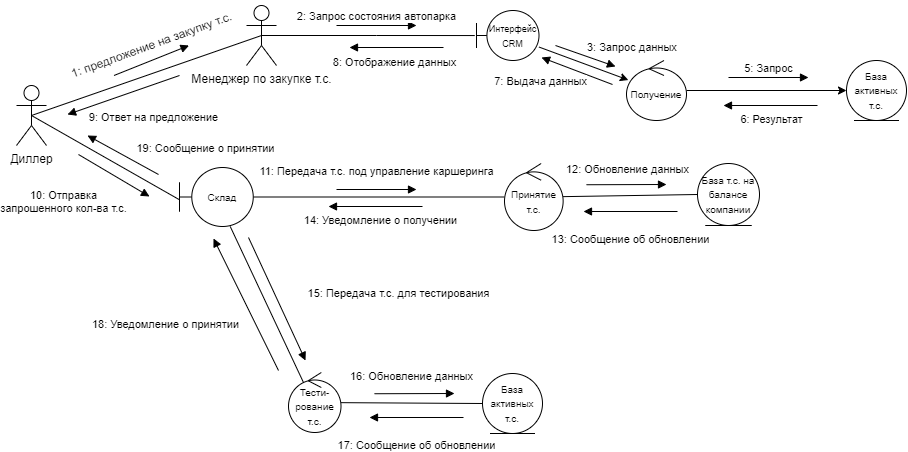 2: Запрос состояния автопарка
Интерфейс
CRM
1: предложение на закупку т.с.
3: Запрос данных
8: Отображение данных
Менеджер по закупке т.с.
7: Выдача данных
5: Запрос
База
активных
т.с.
Получение
9: Ответ на предложение
6: Результат
19: Сообщение о принятии
Диллер
11: Передача т.с. под управление каршеринга
12: Обновление данных
10: Отправка
запрошенного кол-ва т.с.
Склад
Принятие
т.с.
База т.с. на
балансе
компании
14: Уведомление о получении
13: Сообщение об обновлении
15: Передача т.с. для тестирования
18: Уведомление о принятии
16: Обновление данных
Тести-
рование
т.с.
База
активных
т.с.
17: Сообщение об обновлении